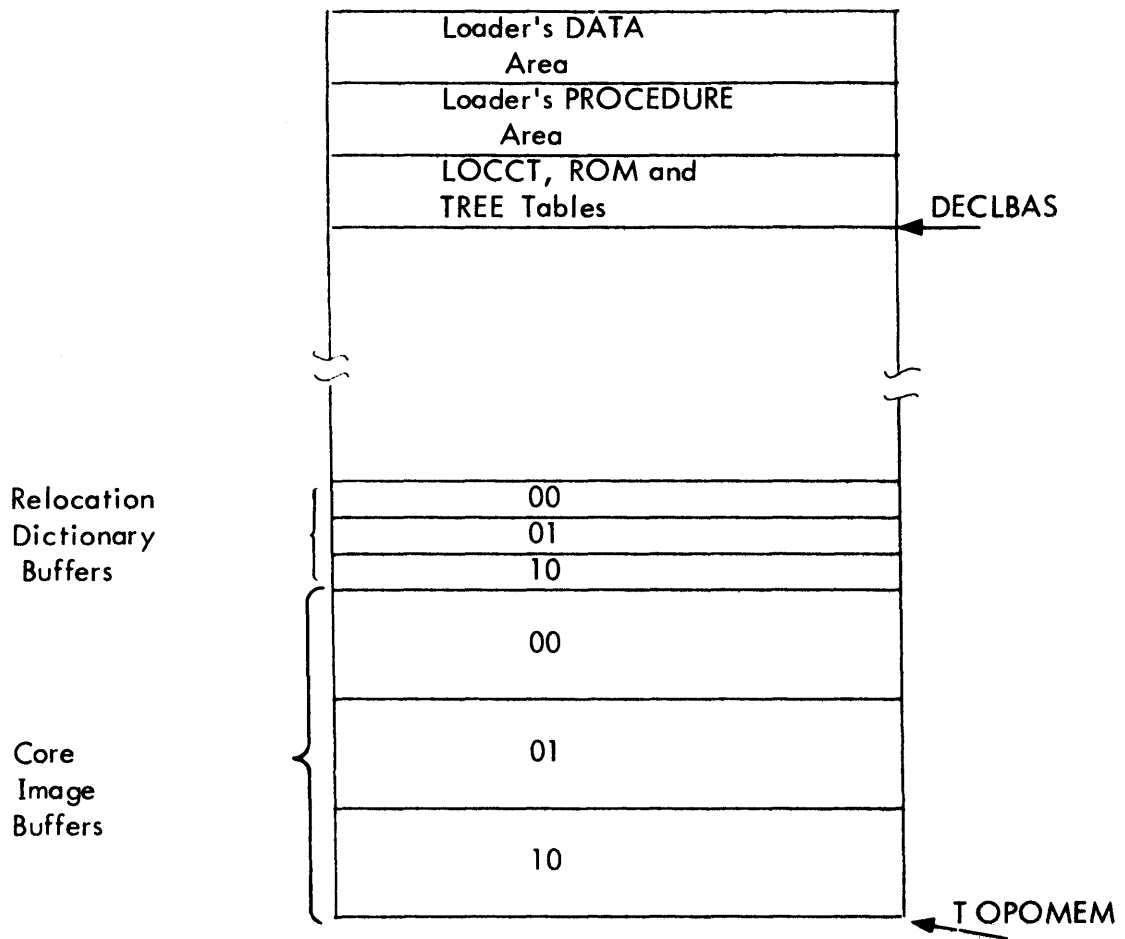 Loader's DATA
Area
Loader's PROCEDURE
Area
LOCCT, ROM and
TREE Tables
DECLBAS
Relocation
Dictionary
Buffers
00
01
10
Core
Image
Buffers
00
01
10
T OPOMEM